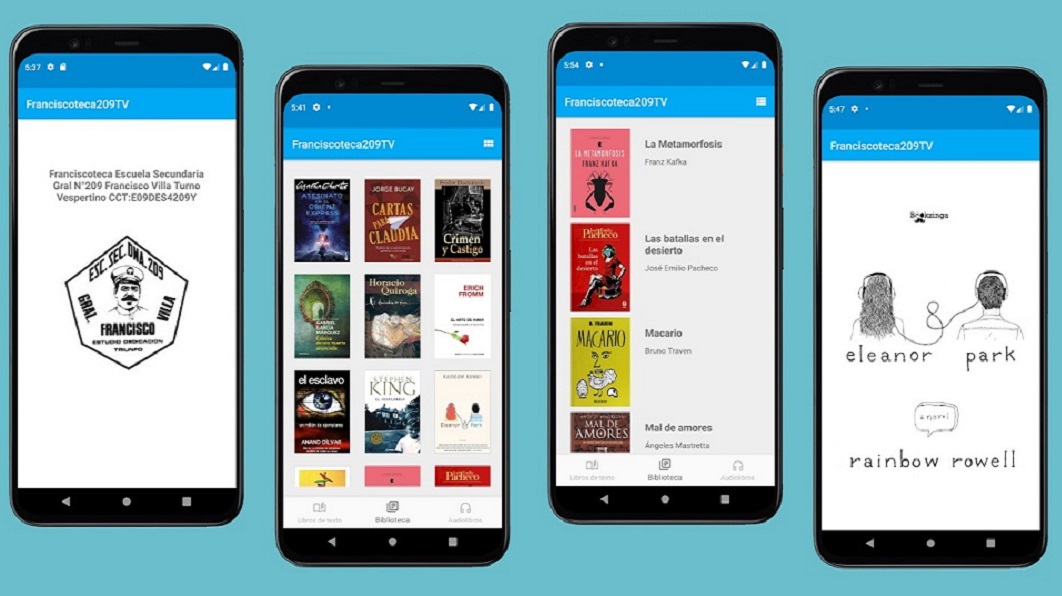 5:37
Franciscoteca209TV
Franciscoteca Escuela Secundaria
Gral N°209 Francisco Villa Turno
Vespertino CCT:E09DES4209Y
ESC. SEC. DNA. 209
GRAL.
VILLA
FRANCISCO
ESTUDIO DEDICACION
TRIUNFO
5:41
Franciscoteca209TV
Agatha Christie
ASESINATO
EN EL
ORIENT
EXPRESS
JORGE BUCAY
CARTAS
PARA
CLAUDIA
Crimen
y Castigo
GABRIEL
GARCÍA
MÁRQUEZ
Crónica
de una muerte
anunciada
Horacio
Quiroga
ERICH
FROMM
EL ARTE DE AMAR
el esclavo
ANAND DILVAR
STEPHEN
KING
EL RESPLANDOR
Eleanor & Park
Pacheco
Libros de texto
Biblioteca
Audiolibros
5:54
Franciscoteca209TV
LA METAMORFOSIS
FRANZ KAFKA
La Metamorfosis
Franz Kafka
José Emilio
Pacheco
Las
batallas
en el
desierto
Las batallas en el
desierto
José Emilio Pacheco
B. TRAVEN
MACARIO
Macario
Bruno Traven
MAL DE
AMORES
Mal de amores
Ángeles Mastretta
Libros de texto
Biblioteca
Audiolibros
5:47
Franciscoteca209TV
Bookzinga
&
eleanor park
a novel
rainbow rowell